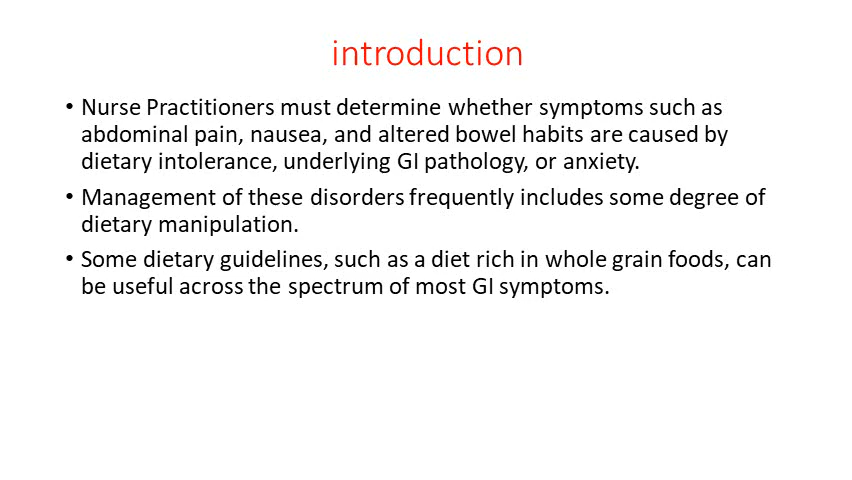 introduction
• Nurse Practitioners must determine whether symptoms such as
abdominal pain, nausea, and altered bowel habits are caused by
dietary intolerance, underlying GI pathology, or anxiety.
• Management of these disorders frequently includes some degree of
dietary manipulation.
• Some dietary guidelines, such as a diet rich in whole grain foods, can
be useful across the spectrum of most GI symptoms.